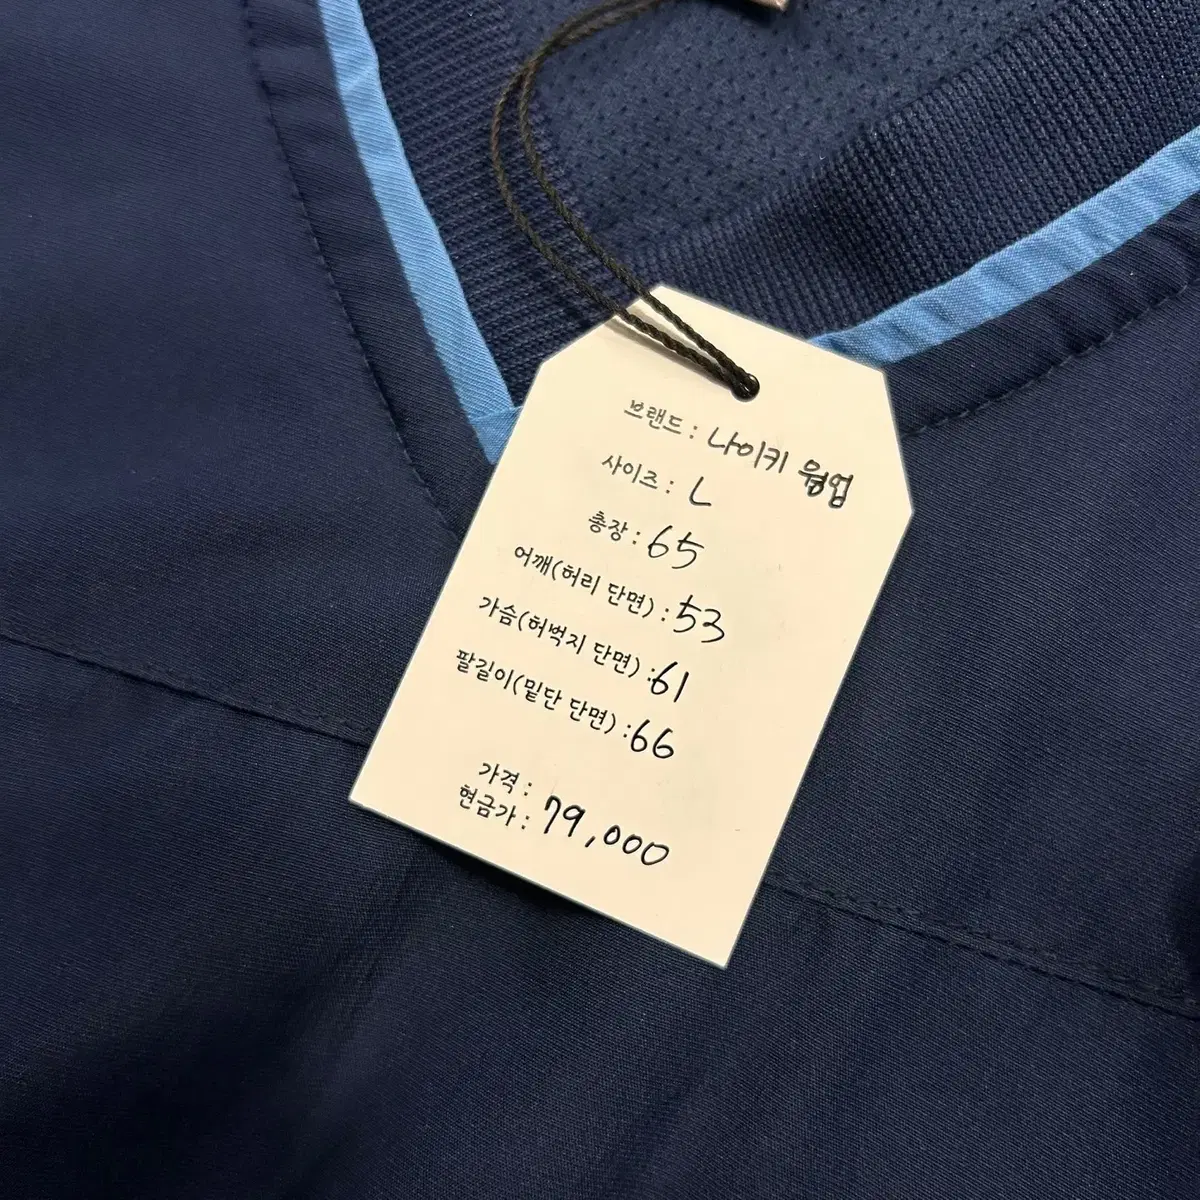 브랜드 : 나이키 웜업
사이즈 : L
총장 : 65
어깨(허리 단면) : 53
가슴(허벅지 단면) : 61
팔길이(밑단 단면) : 66
가격 :
현금가 : 79,000